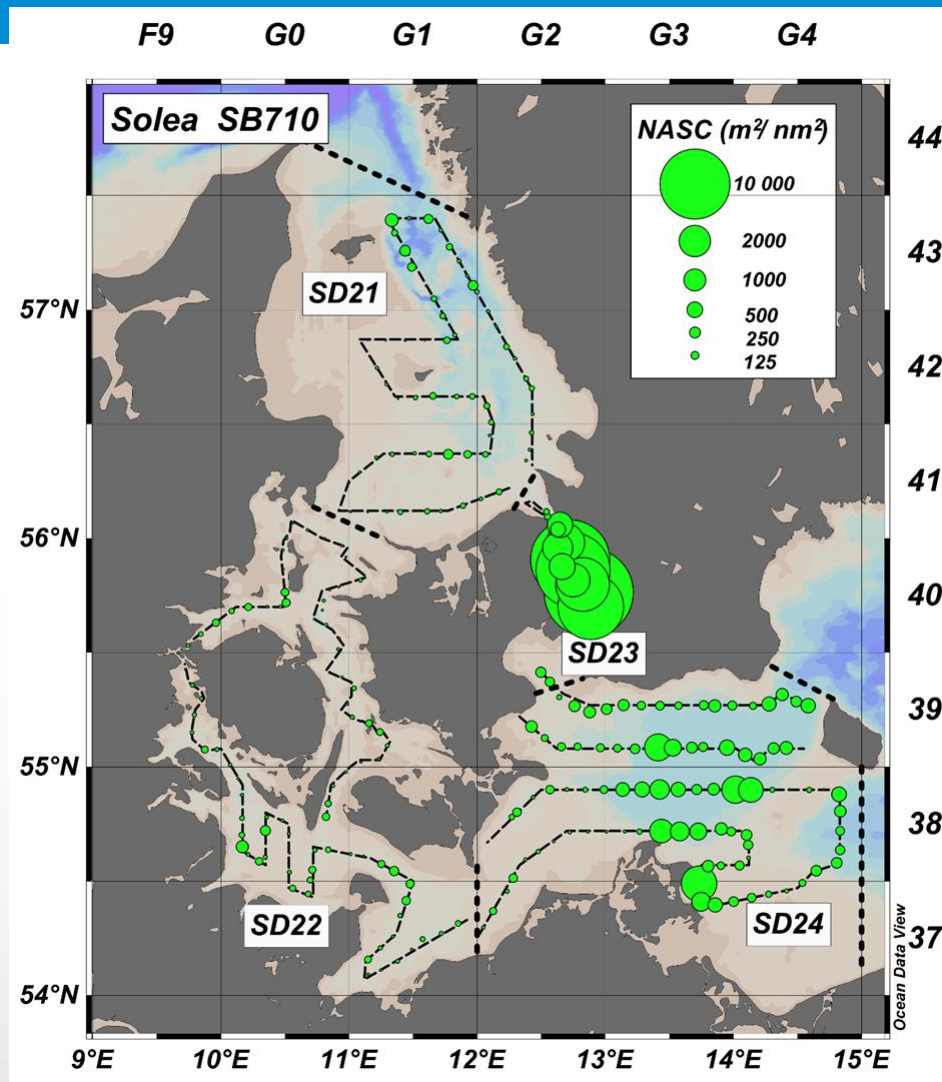 F9 G0 G1 G2 G3 G4
Solea SB710
NASC (m²/ nm²)
10 000
2000
1000
500
250
125
44
43
42
41
40
39
38
37
SD21
SD23
SD22
SD24
57°N
56°N
55°N
54°N
9°E 10°E 11°E 12°E 13°E 14°E 15°E
Ocean Data View